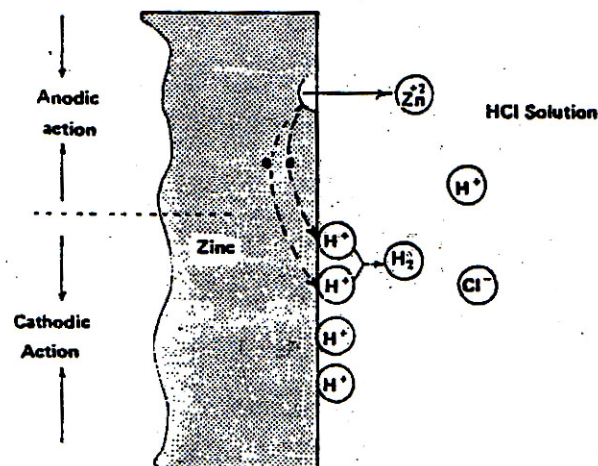 Anodic
action
Zn+2
HCl Solution
H+
H+
Zinc
H2
H+
Cl−
Cathodic
Action
H+
H+